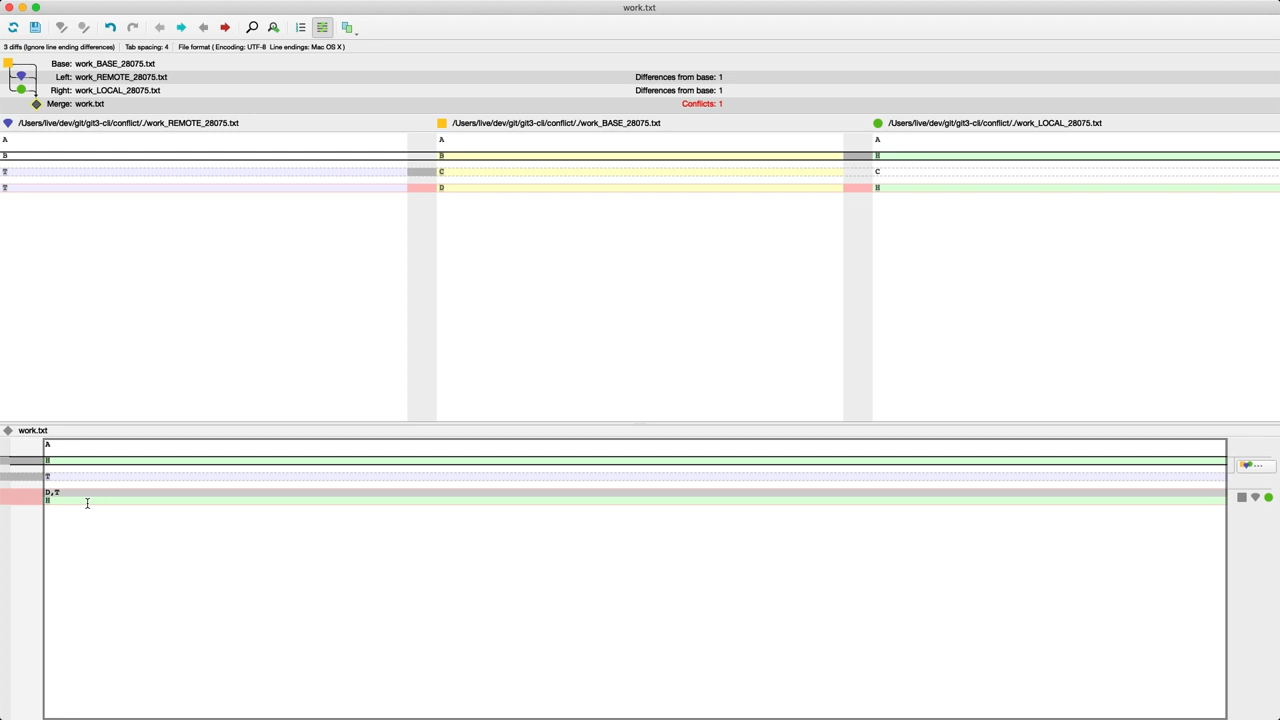 work.txt
3 diffs (Ignore line ending differences) Tab spacing: 4 File format ( Encoding: UTF-8 Line endings: Mac OS X )
Base: work_BASE_28075.txt
Left: work_REMOTE_28075.txt Differences from base: 1
Right: work_LOCAL_28075.txt Differences from base: 1
Merge: work.txt Conflicts: 1
/Users/live/dev/git/git3-cli/conflict/./work_REMOTE_28075.txt /Users/live/dev/git/git3-cli/conflict/./work_BASE_28075.txt /Users/live/dev/git/git3-cli/conflict/./work_LOCAL_28075.txt
A A A
B B H
T C C
T D H
work.txt
A
H
T
D,T
H